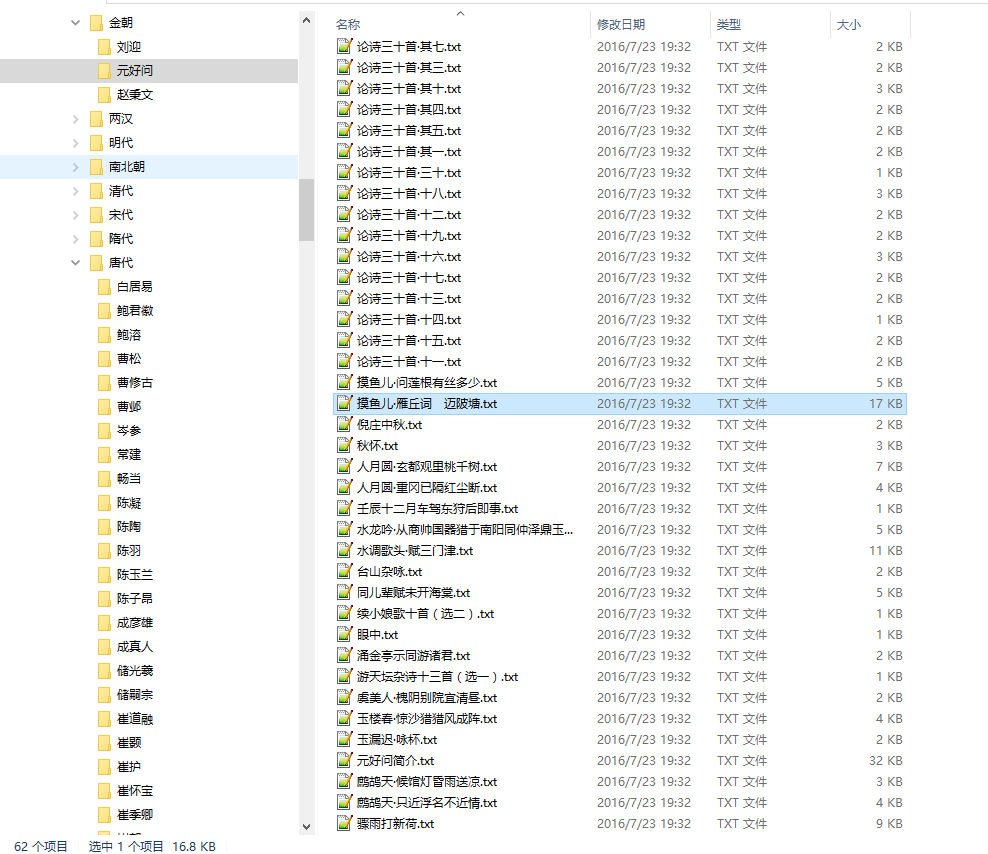 金朝
刘迎
元好问
赵秉文
两汉
明代
南北朝
清代
宋代
隋代
唐代
白居易
鲍君徽
鲍溶
曹松
曹修古
曹邺
岑参
常建
畅当
陈凝
陈陶
陈羽
陈玉兰
陈子昂
成彦雄
成真人
储光羲
储嗣宗
崔道融
崔颢
崔护
崔怀宝
崔季卿
名称 修改日期 类型 大小
论诗三十首·其七.txt 2016/7/23 19:32 TXT 文件 2 KB
论诗三十首·其三.txt 2016/7/23 19:32 TXT 文件 2 KB
论诗三十首·其十.txt 2016/7/23 19:32 TXT 文件 3 KB
论诗三十首·其四.txt 2016/7/23 19:32 TXT 文件 2 KB
论诗三十首·其五.txt 2016/7/23 19:32 TXT 文件 2 KB
论诗三十首·其一.txt 2016/7/23 19:32 TXT 文件 2 KB
论诗三十首·三十.txt 2016/7/23 19:32 TXT 文件 1 KB
论诗三十首·十八.txt 2016/7/23 19:32 TXT 文件 3 KB
论诗三十首·十二.txt 2016/7/23 19:32 TXT 文件 2 KB
论诗三十首·十九.txt 2016/7/23 19:32 TXT 文件 2 KB
论诗三十首·十六.txt 2016/7/23 19:32 TXT 文件 3 KB
论诗三十首·十七.txt 2016/7/23 19:32 TXT 文件 2 KB
论诗三十首·十三.txt 2016/7/23 19:32 TXT 文件 2 KB
论诗三十首·十四.txt 2016/7/23 19:32 TXT 文件 1 KB
论诗三十首·十五.txt 2016/7/23 19:32 TXT 文件 2 KB
论诗三十首·十一.txt 2016/7/23 19:32 TXT 文件 2 KB
摸鱼儿·问莲根有丝多少.txt 2016/7/23 19:32 TXT 文件 5 KB
摸鱼儿·雁丘词　迈陂塘.txt 2016/7/23 19:32 TXT 文件 17 KB
倪庄中秋.txt 2016/7/23 19:32 TXT 文件 2 KB
秋怀.txt 2016/7/23 19:32 TXT 文件 3 KB
人月圆·玄都观里桃千树.txt 2016/7/23 19:32 TXT 文件 7 KB
人月圆·重冈已隔红尘断.txt 2016/7/23 19:32 TXT 文件 4 KB
壬辰十二月车驾东狩后即事.txt 2016/7/23 19:32 TXT 文件 1 KB
水龙吟·从商帅国器猎于南阳同仲泽鼎玉... 2016/7/23 19:32 TXT 文件 5 KB
水调歌头·赋三门津.txt 2016/7/23 19:32 TXT 文件 11 KB
台山杂咏.txt 2016/7/23 19:32 TXT 文件 2 KB
同儿辈赋未开海棠.txt 2016/7/23 19:32 TXT 文件 5 KB
续小娘歌十首（选二）.txt 2016/7/23 19:32 TXT 文件 1 KB
眼中.txt 2016/7/23 19:32 TXT 文件 1 KB
涌金亭示同游诸君.txt 2016/7/23 19:32 TXT 文件 2 KB
游天坛杂诗十三首（选一）.txt 2016/7/23 19:32 TXT 文件 1 KB
虞美人·槐阴别院宜清昼.txt 2016/7/23 19:32 TXT 文件 2 KB
玉楼春·惊沙猎猎风成阵.txt 2016/7/23 19:32 TXT 文件 4 KB
玉漏迟·咏杯.txt 2016/7/23 19:32 TXT 文件 2 KB
元好问简介.txt 2016/7/23 19:32 TXT 文件 32 KB
鹧鸪天·候馆灯昏雨送凉.txt 2016/7/23 19:32 TXT 文件 3 KB
鹧鸪天·只近浮名不近情.txt 2016/7/23 19:32 TXT 文件 4 KB
骤雨打新荷.txt 2016/7/23 19:32 TXT 文件 9 KB
62 个项目 选中 1 个项目 16.8 KB